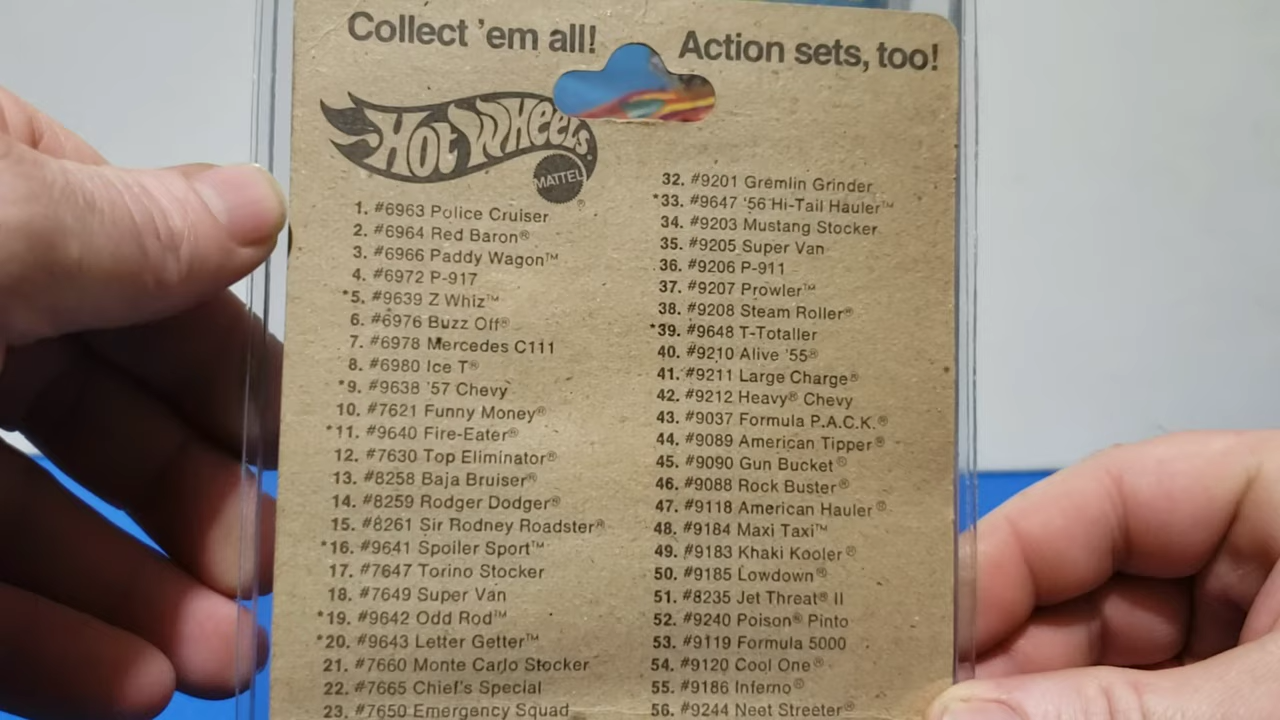 Collect 'em all!
Action sets, too!
Hot Wheels®
MATTEL®
1. #6963 Police Cruiser
2. #6964 Red Baron®
3. #6966 Paddy Wagon™
4. #6972 P-917
*5. #9639 Z Whiz™
6. #6976 Buzz Off®
7. #6978 Mercedes C111
8. #6980 Ice T®
*9. #9638 '57 Chevy
10. #7621 Funny Money®
*11. #9640 Fire-Eater®
12. #7630 Top Eliminator®
13. #8258 Baja Bruiser®
14. #8259 Rodger Dodger®
15. #8261 Sir Rodney Roadster®
*16. #9641 Spoiler Sport™
17. #7647 Torino Stocker
18. #7649 Super Van
*19. #9642 Odd Rod™
*20. #9643 Letter Getter™
21. #7660 Monte Carlo Stocker
22. #7665 Chief's Special
23. #7650 Emergency Squad
32. #9201 Gremlin Grinder
*33. #9647 '56 Hi-Tail Hauler™
34. #9203 Mustang Stocker
35. #9205 Super Van
36. #9206 P-911
37. #9207 Prowler™
38. #9208 Steam Roller®
*39. #9648 T-Totaller
40. #9210 Alive '55®
41. #9211 Large Charge®
42. #9212 Heavy® Chevy
43. #9037 Formula P.A.C.K.®
44. #9089 American Tipper®
45. #9090 Gun Bucket®
46. #9088 Rock Buster®
47. #9118 American Hauler®
48. #9184 Maxi Taxi™
49. #9183 Khaki Kooler®
50. #9185 Lowdown®
51. #8235 Jet Threat® II
52. #9240 Poison® Pinto
53. #9119 Formula 5000
54. #9120 Cool One®
55. #9186 Inferno®
56. #9244 Neet Streeter®